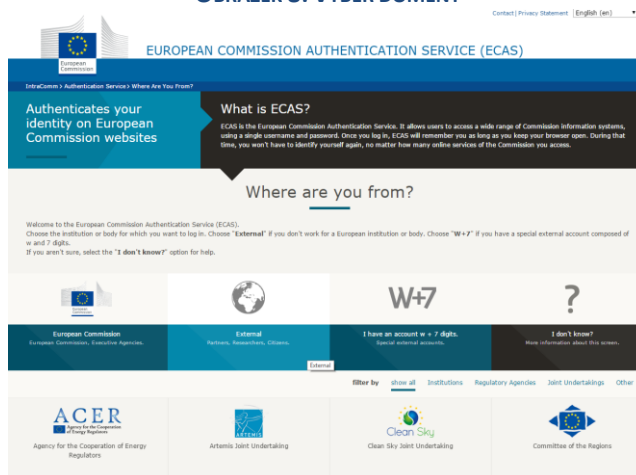 OBRÁZEK 3: VÝBĚR DOMÉNY
Contact | Privacy Statement English (en)
European
Commission
EUROPEAN COMMISSION AUTHENTICATION SERVICE (ECAS)
IntraComm > Authentication Service > Where Are You From?
Authenticates your
identity on European
Commission websites
What is ECAS?
ECAS is the European Commission Authentication Service. It allows users to access a wide range of Commission information systems,
using a single username and password. Once you log in, ECAS will remember you as long as you keep your browser open. During that
time, you won't have to identify yourself again, no matter how many online services of the Commission you access.
Where are you from?
Welcome to the European Commission Authentication Service (ECAS).
Choose the institution or body for which you want to log in. Choose "External" if you don't work for a European institution or body. Choose "W+7" if you have a special external account composed of
w and 7 digits.
If you aren't sure, select the "I don't know?" option for help.
W+7
?
European Commission
European Commission, Executive Agencies.
External
Partners, Researchers, Citizens.
I have an account w + 7 digits.
Special external accounts.
I don't know?
More information about this screen.
External
filter by show all Institutions Regulatory Agencies Joint Undertakings Other
ACER
Agency for the Cooperation
of Energy Regulators
ARTEMIS
Clean Sky
Agency for the Cooperation of Energy
Regulators
Artemis Joint Undertaking
Clean Sky Joint Undertaking
Committee of the Regions